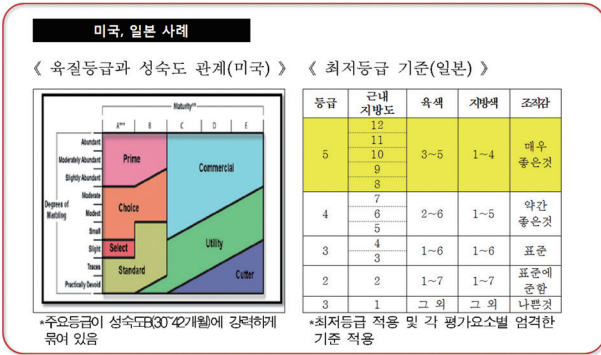 미국, 일본 사례
《 육질등급과 성숙도 관계(미국) 》
Maturity***
A*** B C D E
Degrees of Marbling
Abundant
Moderately Abundant
Slightly Abundant
Moderate
Modest
Small
Slight
Traces
Practically Devoid
Prime
Commercial
Choice
Select
Standard
Utility
Cutter
*주요등급이 성숙도B(30~42개월)에 강력하게
묶여 있음
《 최저등급 기준(일본) 》
등급 근내지방도 육색 지방색 조직감
5 12 11 10 9 8 3~5 1~4 매우 좋은것
4 7 6 5 2~6 1~5 약간 좋은것
3 4 3 1~6 1~6 표준
2 2 1~7 1~7 표준에 준함
3 1 그 외 그 외 나쁜것
*최저등급 적용 및 각 평가요소별 엄격한
기준 적용